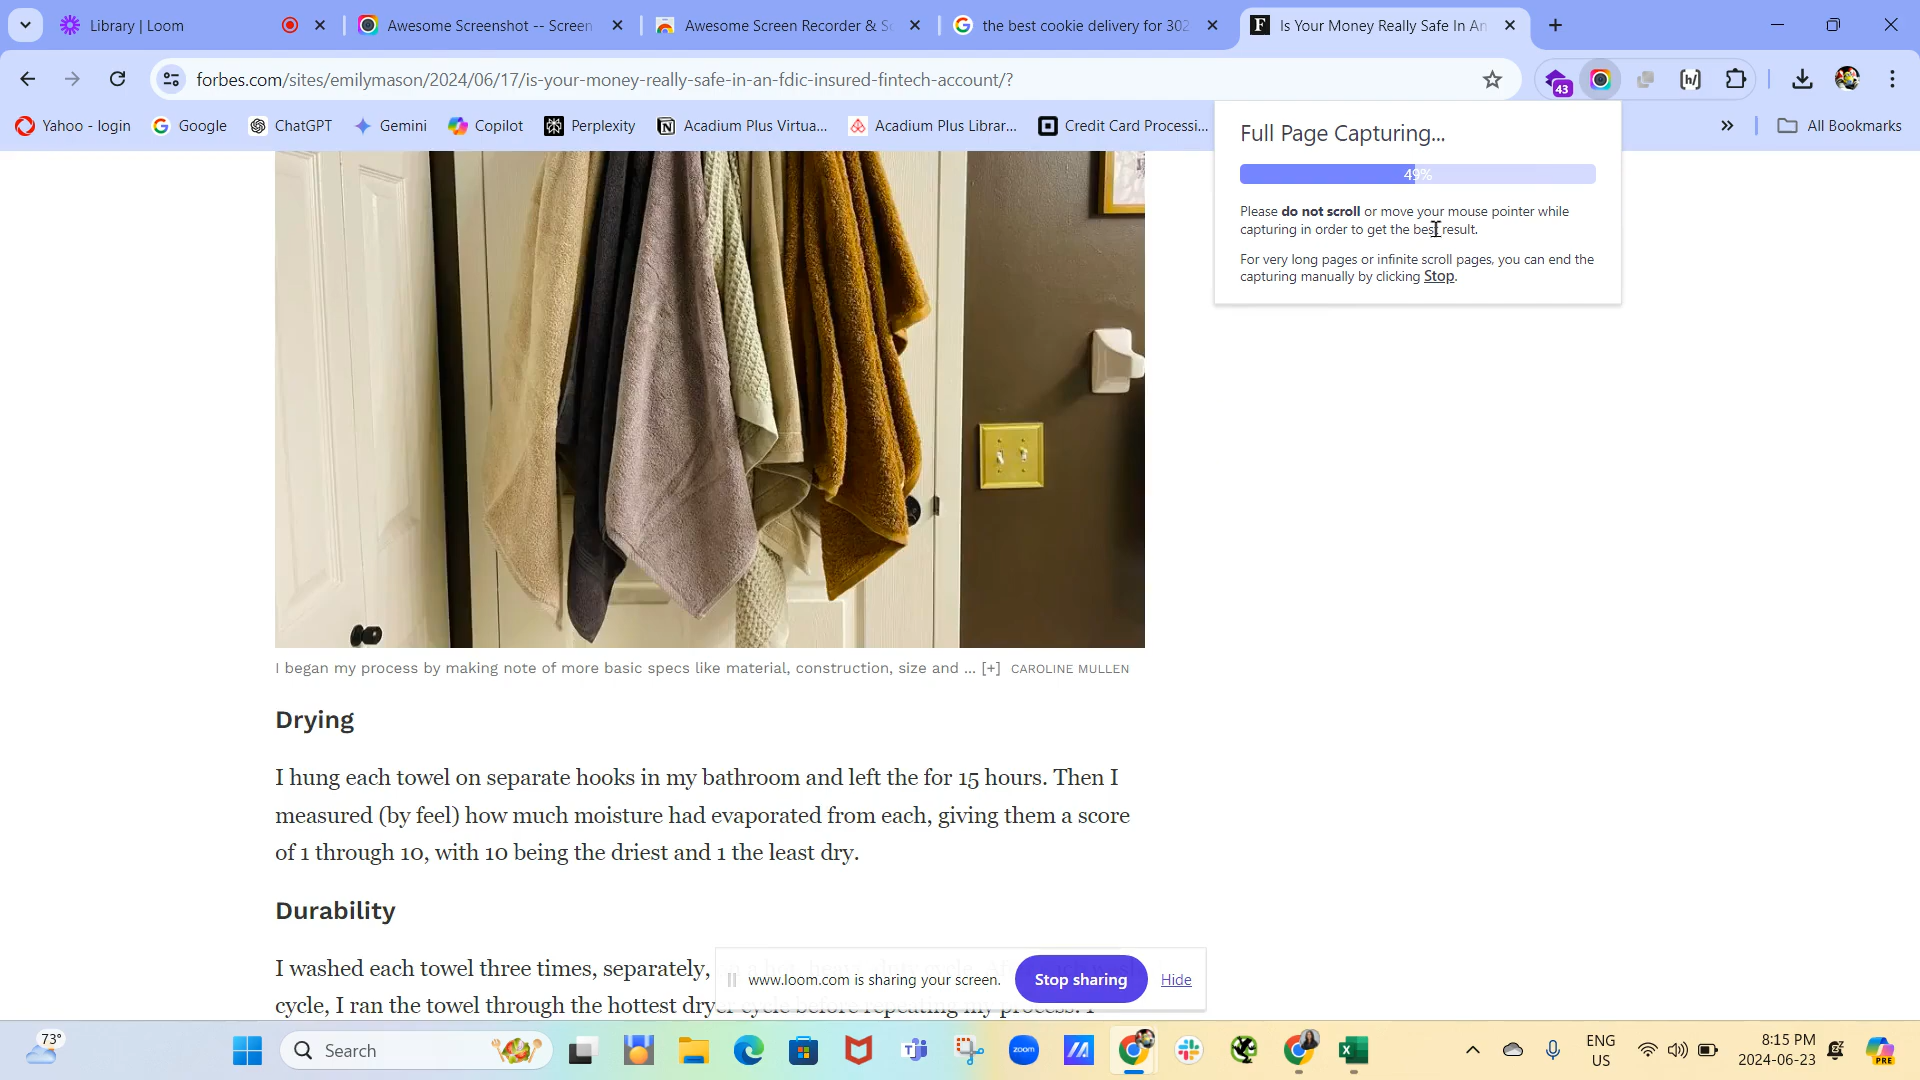 Library | Loom
Awesome Screenshot -- Screen
Awesome Screen Recorder & Sc
the best cookie delivery for 302
Is Your Money Really Safe In An
forbes.com/sites/emilymason/2024/06/17/is-your-money-really-safe-in-an-fdic-insured-fintech-account/?
43
Yahoo - login
Google
ChatGPT
Gemini
Copilot
Perplexity
Acadium Plus Virtua...
Acadium Plus Librar...
Credit Card Processi...
All Bookmarks
Full Page Capturing...
49%
Please do not scroll or move your mouse pointer while
capturing in order to get the best result.
For very long pages or infinite scroll pages, you can end the
capturing manually by clicking Stop.
I began my process by making note of more basic specs like material, construction, size and ... [+] CAROLINE MULLEN
Drying
I hung each towel on separate hooks in my bathroom and left the for 15 hours. Then I
measured (by feel) how much moisture had evaporated from each, giving them a score
of 1 through 10, with 10 being the driest and 1 the least dry.
Durability
I washed each towel three times, separately,
cycle, I ran the towel through the hottest dryer cycle before repeating my process. I
www.loom.com is sharing your screen.
Stop sharing
Hide
73°
Search
zoom
ENG
US
8:15 PM
2024-06-23
PRE